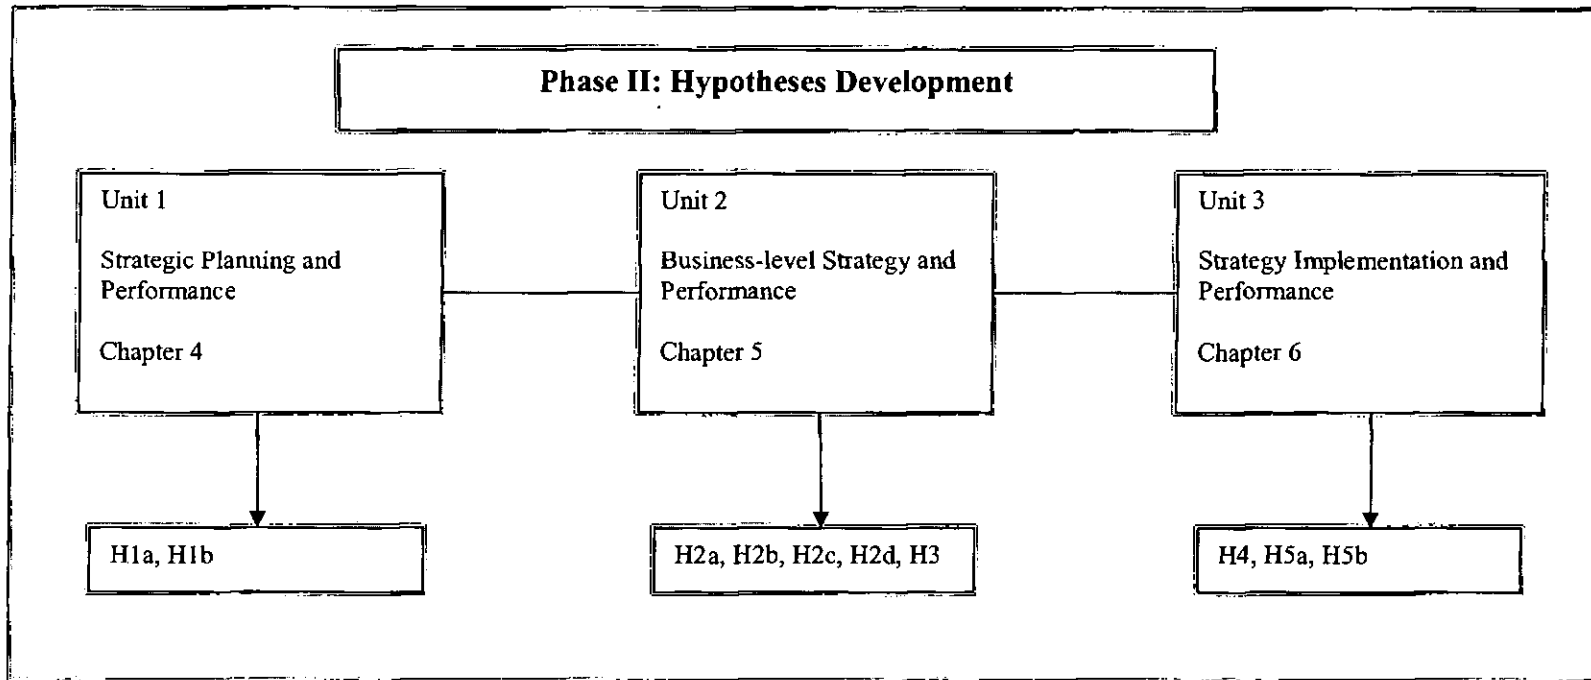 Phase II: Hypotheses Development
Unit 1
Strategic Planning and
Performance
Chapter 4
Unit 2
Business-level Strategy and
Performance
Chapter 5
Unit 3
Strategy Implementation and
Performance
Chapter 6
H1a, H1b
H2a, H2b, H2c, H2d, H3
H4, H5a, H5b